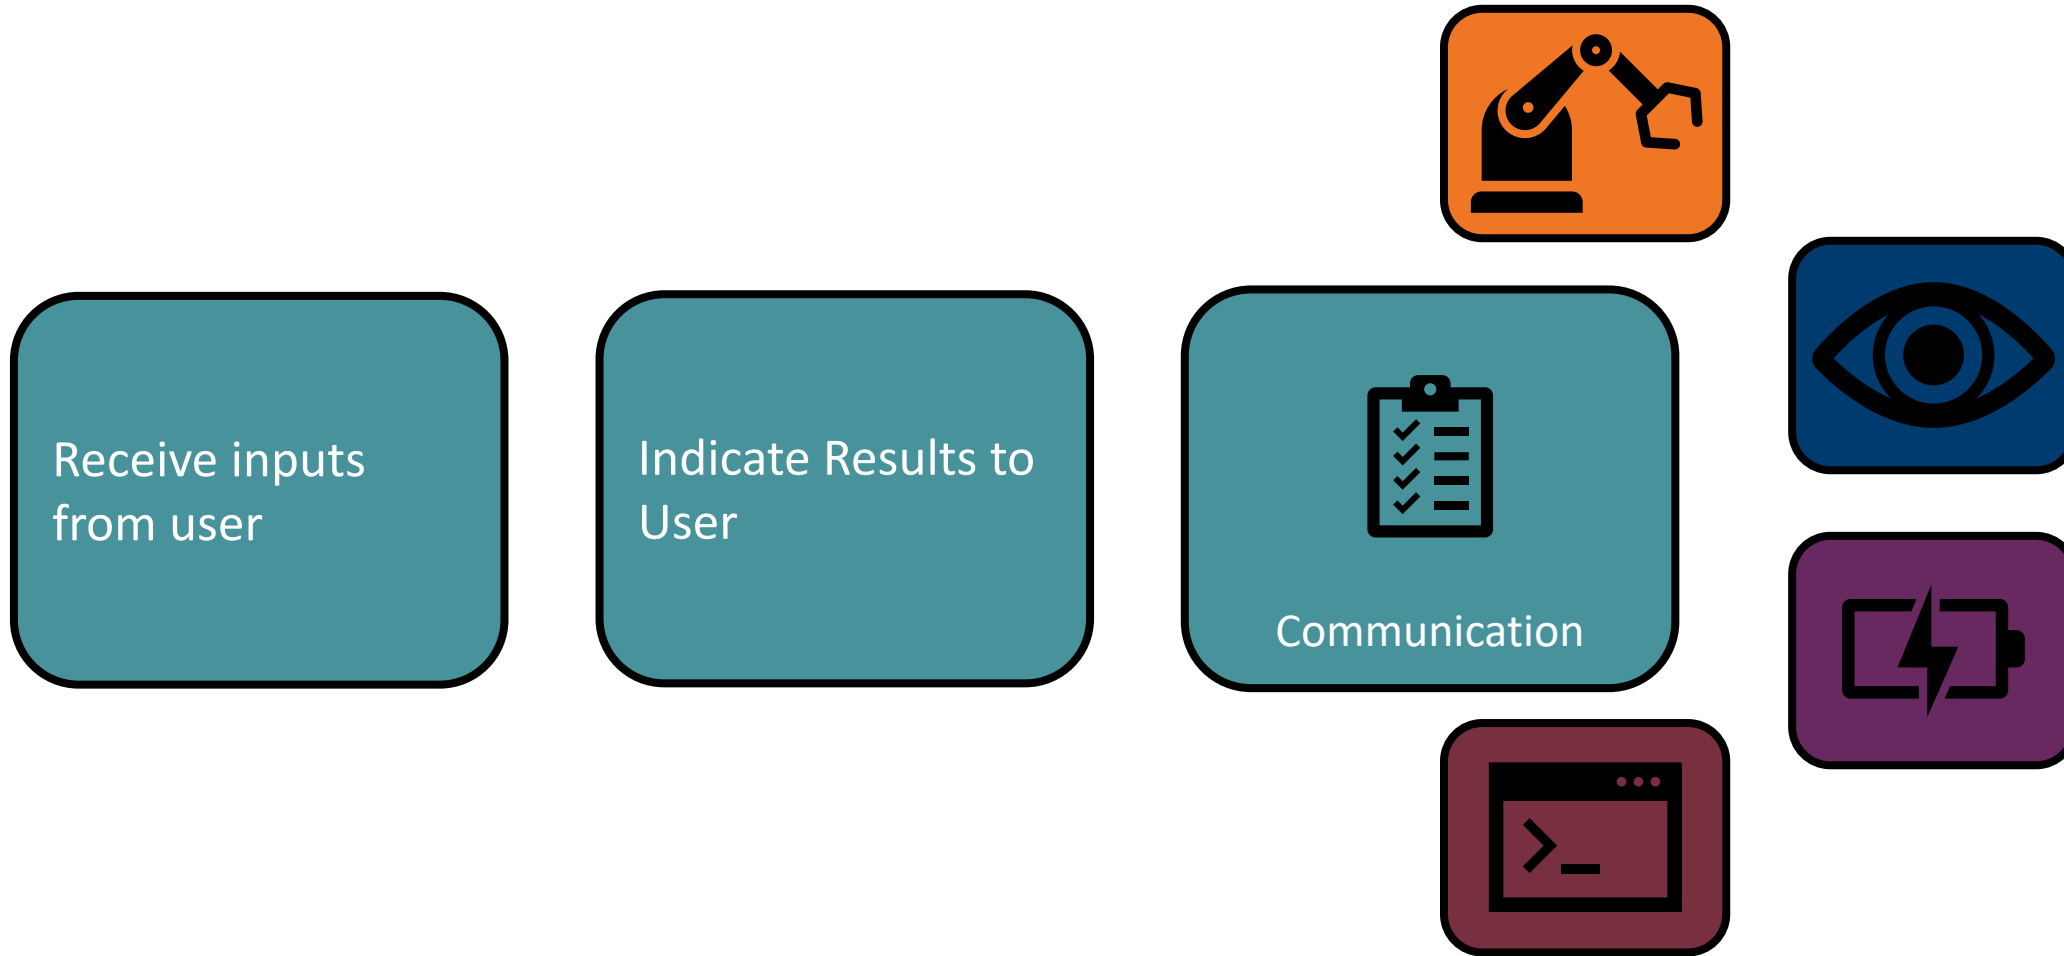 Receive inputs
from user
Indicate Results to
User
Communication